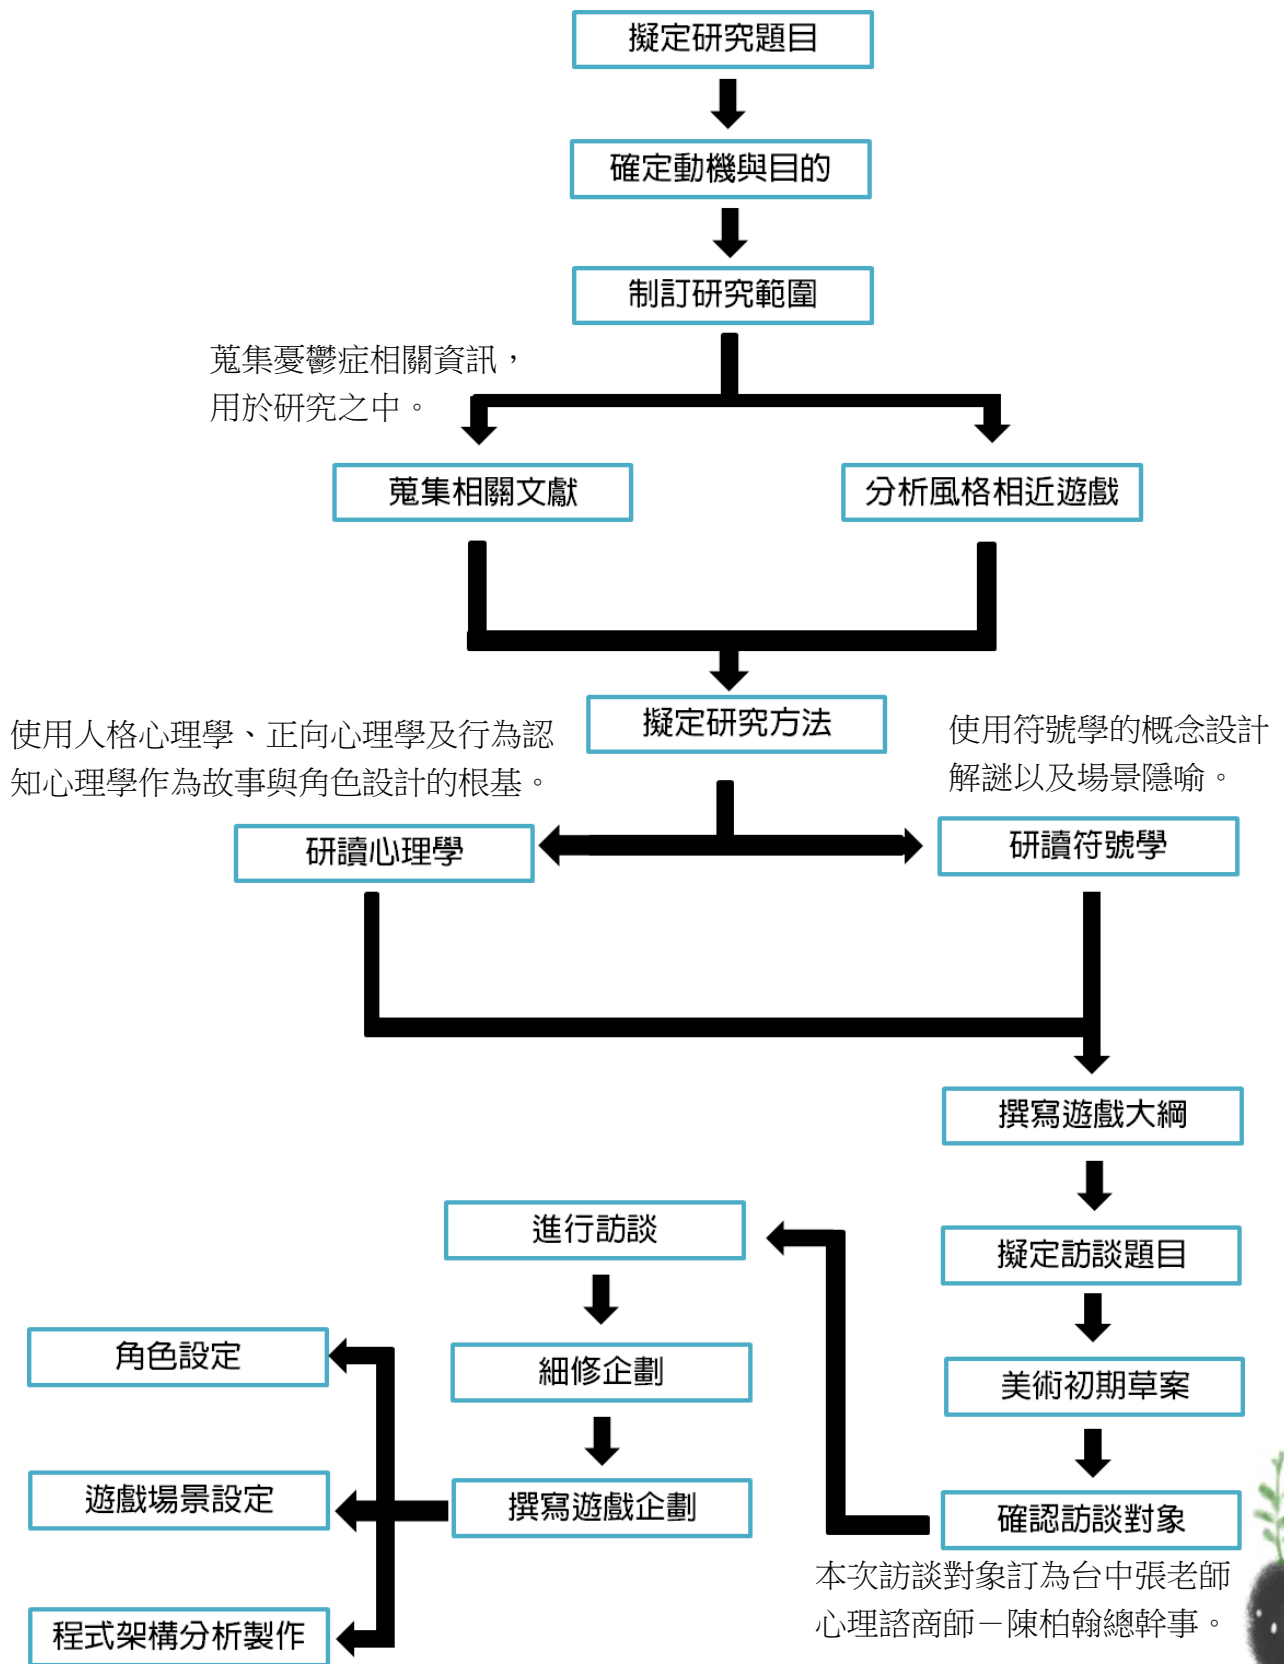 擬定研究題目
確定動機與目的
制訂研究範圍
蒐集憂鬱症相關資訊，
用於研究之中。
蒐集相關文獻
分析風格相近遊戲
擬定研究方法
使用人格心理學、正向心理學及行為認
知心理學作為故事與角色設計的根基。
使用符號學的概念設計
解謎以及場景隱喻。
研讀心理學
研讀符號學
撰寫遊戲大綱
擬定訪談題目
美術初期草案
確認訪談對象
本次訪談對象訂為台中張老師
心理諮商師－陳柏翰總幹事。
進行訪談
細修企劃
撰寫遊戲企劃
角色設定
遊戲場景設定
程式架構分析製作